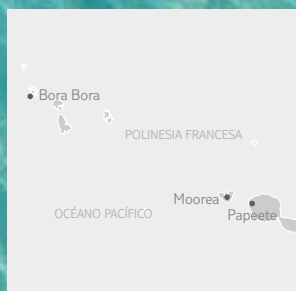 Bora Bora
POLINESIA FRANCESA
Moorea
OCÉANO PACÍFICO
Papeete